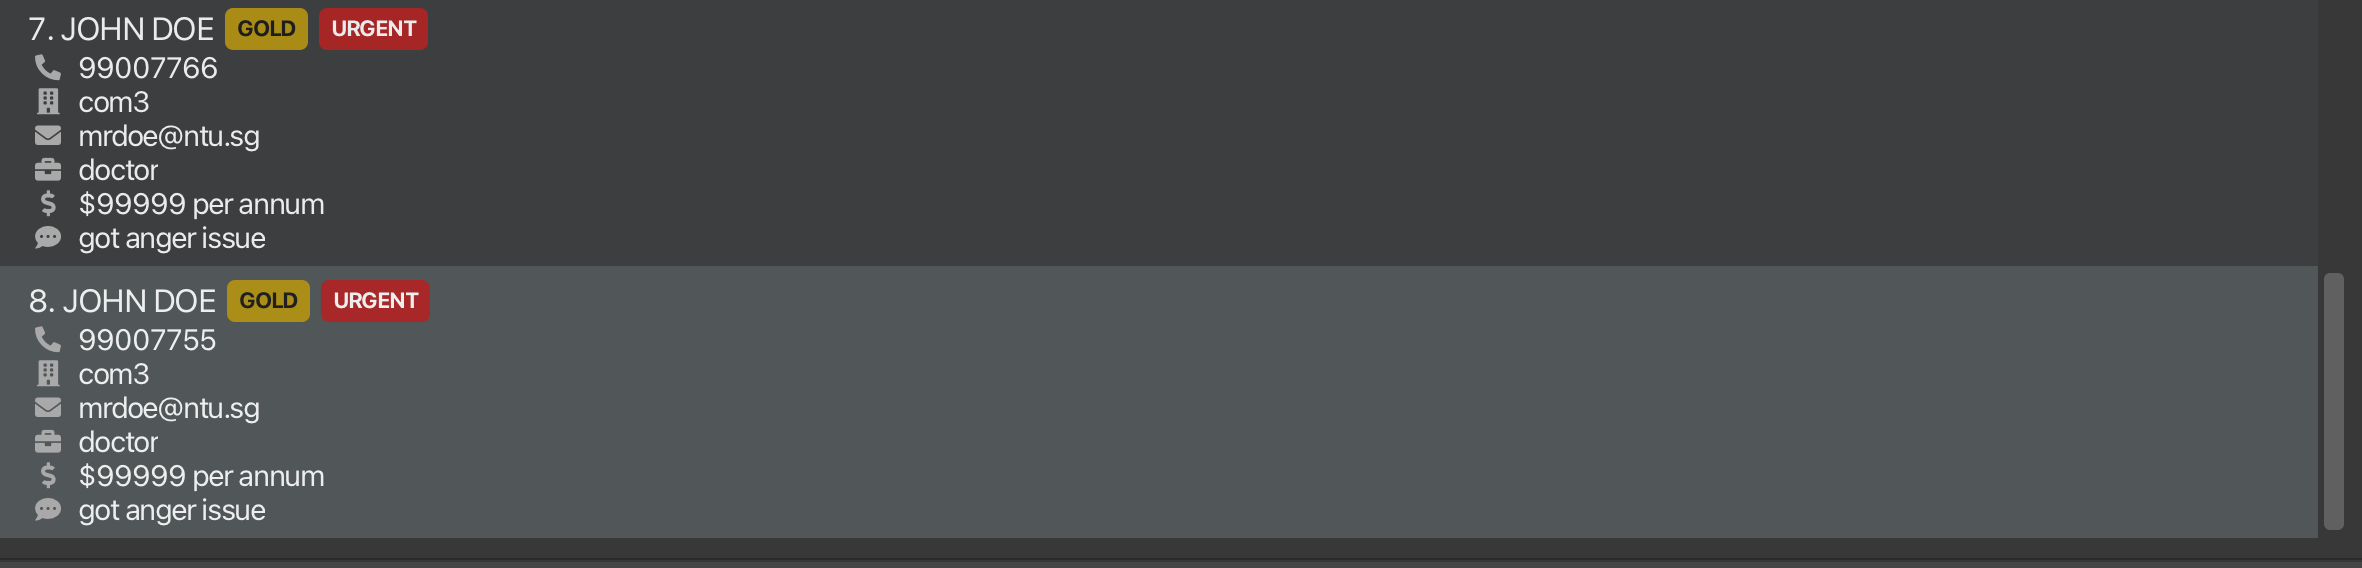 7. JOHN DOE GOLD URGENT
99007766
com3
mrdoe@ntu.sg
doctor
$99999 per annum
got anger issue
8. JOHN DOE GOLD URGENT
99007755
com3
mrdoe@ntu.sg
doctor
$99999 per annum
got anger issue